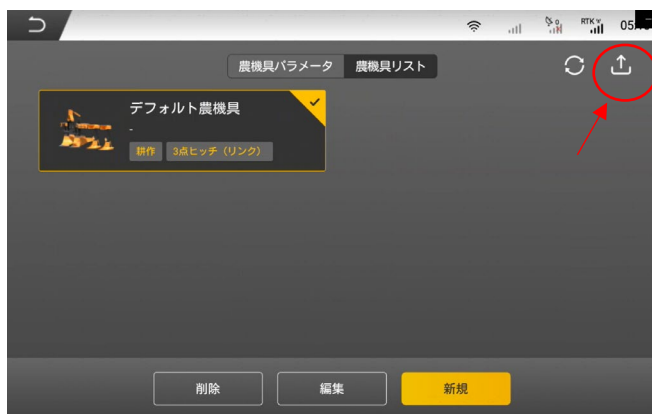 RTK
農機具パラメータ 農機具リスト
デフォルト農機具
-
耕作 3点ヒッチ（リンク）
削除 編集 新規